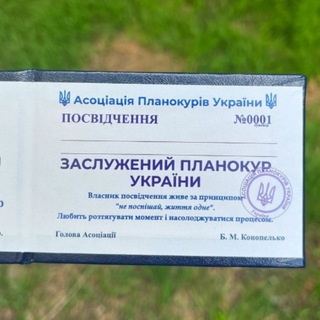 Асоціація Планокурів України
ПОСВІДЧЕННЯ №0001
ЗАСЛУЖЕНИЙ ПЛАНОКУР
УКРАЇНИ
Власник посвідчення живе за принципом
"не поспішай, життя одне".
Любить розтягувати момент і насолоджуватися процесом.
Голова Асоціації Б. М. Конопелько